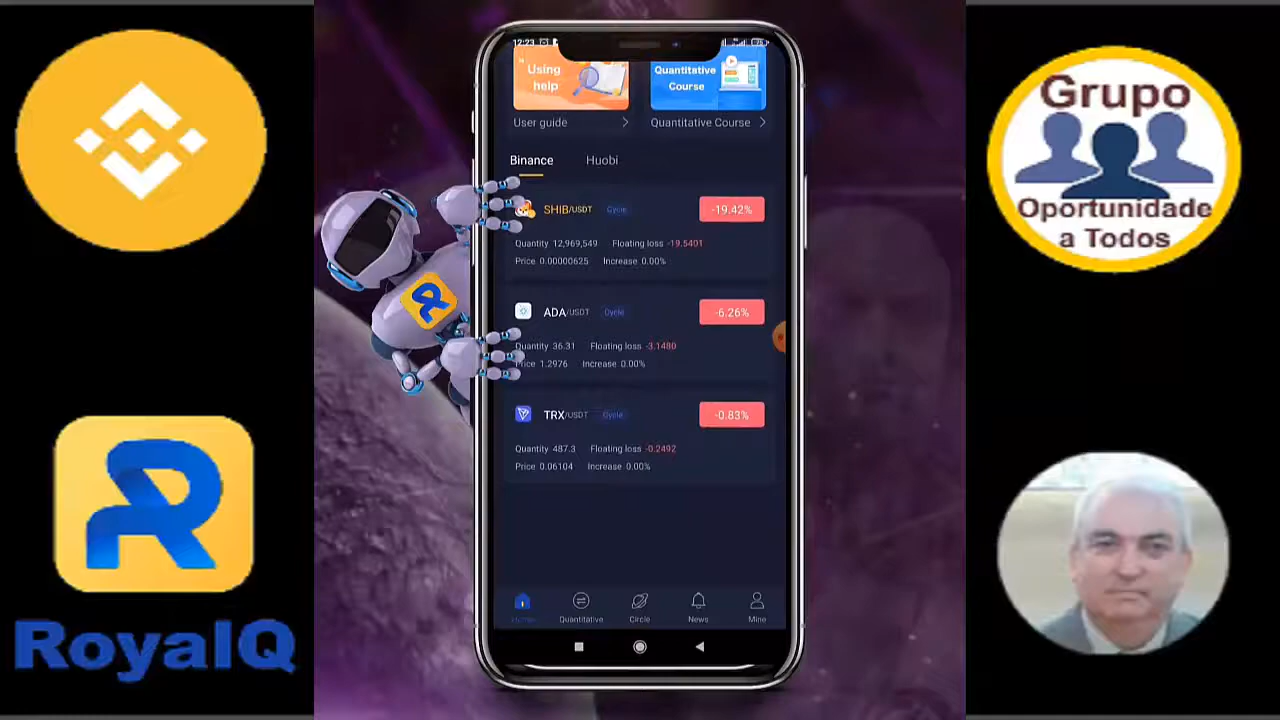 12:23
Using
help
Quantitative
Course
User guide
Quantitative Course
Binance
Huobi
SHIB/USDT
Cycle
-19.42%
Quantity 12,969,549
Floating loss -19.5401
Price 0.00000625
Increase 0.00%
ADA/USDT
Cycle
-6.26%
Quantity 36.31
Floating loss -3.1480
Price 1.2976
Increase 0.00%
TRX/USDT
Cycle
-0.83%
Quantity 487.3
Floating loss -0.2492
Price 0.06104
Increase 0.00%
Home
Quantitative
Circle
News
Mine
RoyalQ
Grupo
Oportunidade
a Todos